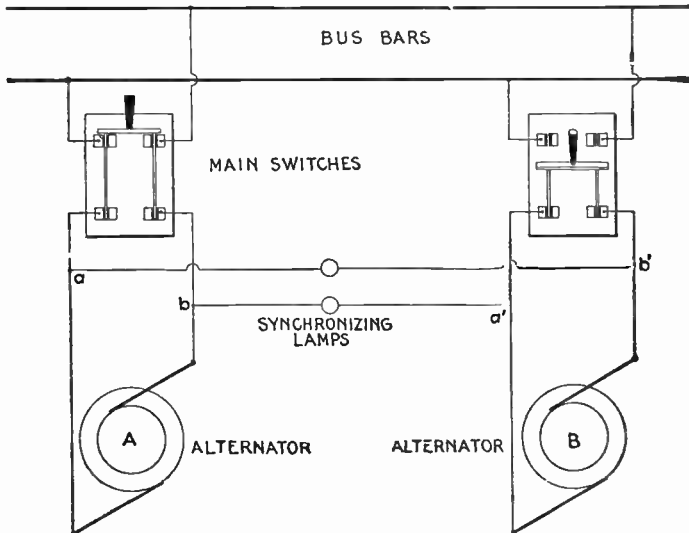 BUS BARS
MAIN SWITCHES
a
b'
b
a'
SYNCHRONIZING
LAMPS
A
ALTERNATOR
ALTERNATOR
B